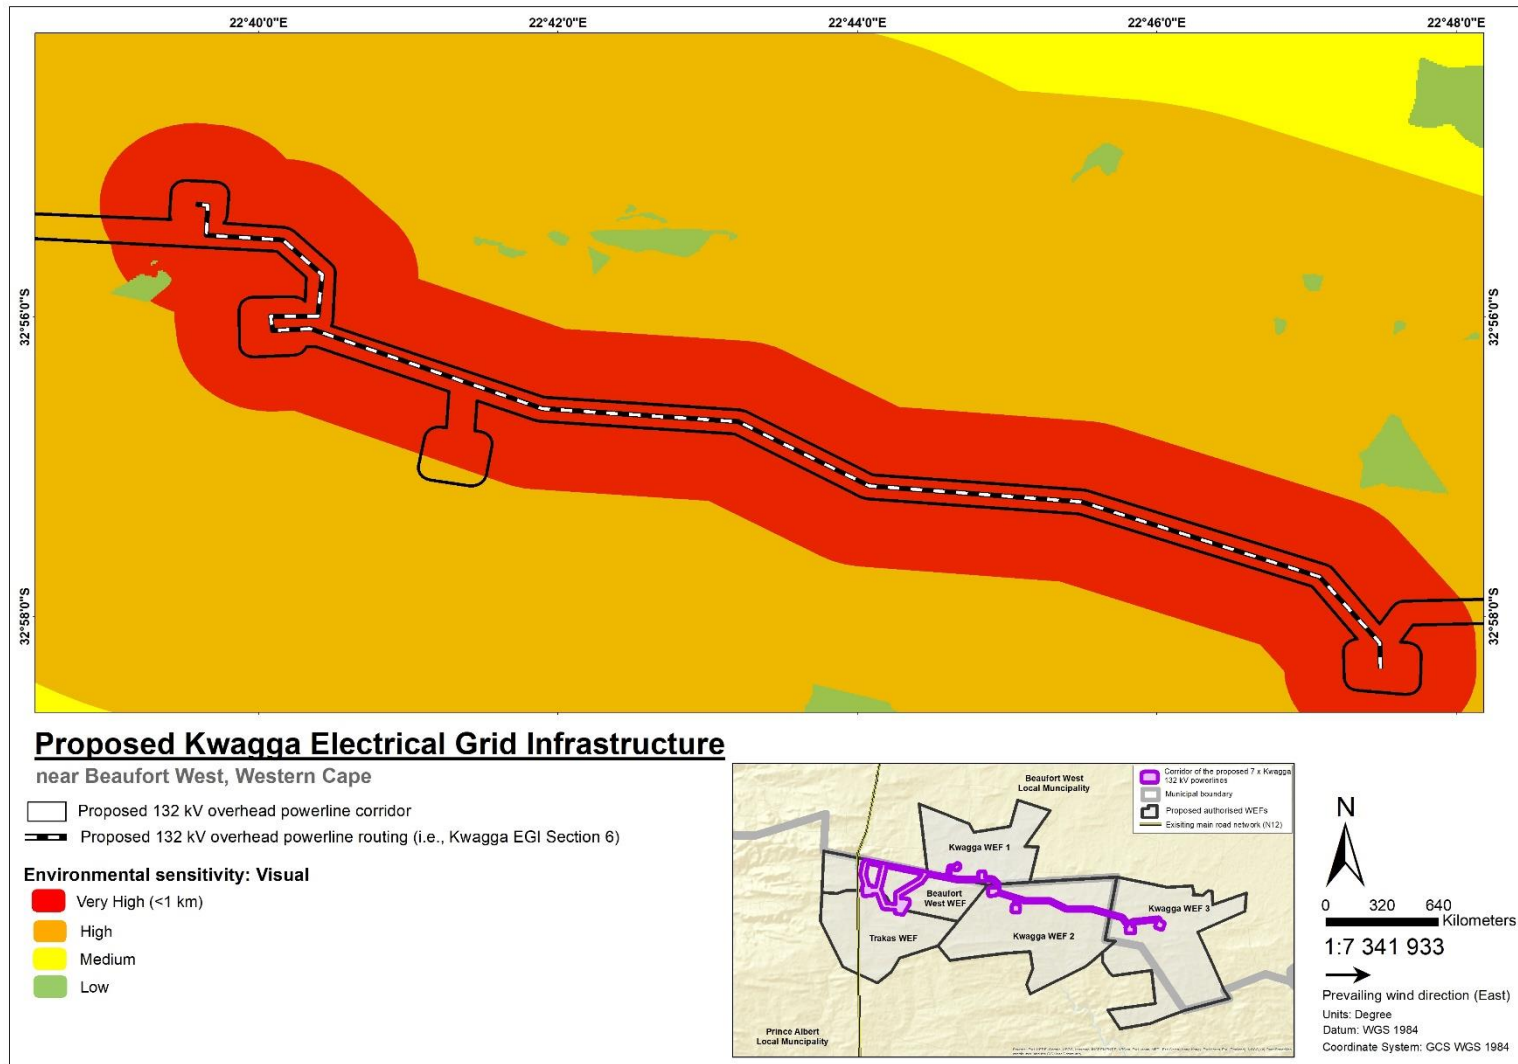 22°40'0"E
22°42'0"E
22°44'0"E
22°46'0"E
22°48'0"E
32°56'0"S
32°56'0"S
32°58'0"S
32°58'0"S
Proposed Kwagga Electrical Grid Infrastructure
near Beaufort West, Western Cape
Proposed 132 kV overhead powerline corridor
Proposed 132 kV overhead powerline routing (i.e., Kwagga EGI Section 6)
Environmental sensitivity: Visual
Very High (<1 km)
High
Medium
Low
Beaufort West
Local Muncipality
Corridor of the proposed 7 x Kwagga
132 kV powerlines
Municipal boundary
Proposed authorised WEFs
Exisiting main road network (N12)
Kwagga WEF 1
Beaufort
West WEF
Kwagga WEF 3
Trakas WEF
Kwagga WEF 2
Prince Albert
Local Municipality
N
0 320 640
Kilometers
1:7 341 933
Prevailing wind direction (East)
Units: Degree
Datum: WGS 1984
Coordinate System: GCS WGS 1984